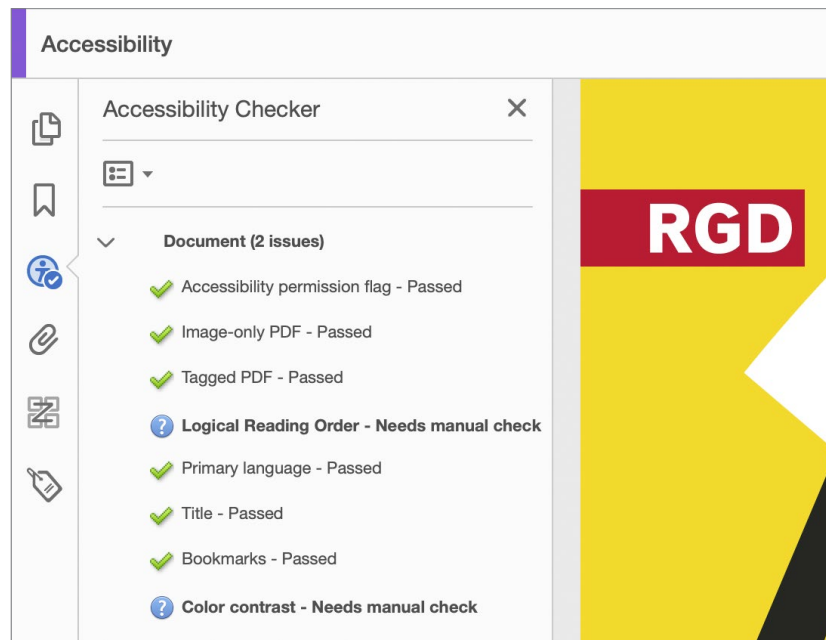 Accessibility
Accessibility Checker
Document (2 issues)
Accessibility permission flag - Passed
Image-only PDF - Passed
Tagged PDF - Passed
Logical Reading Order - Needs manual check
Primary language - Passed
Title - Passed
Bookmarks - Passed
Color contrast - Needs manual check
RGD